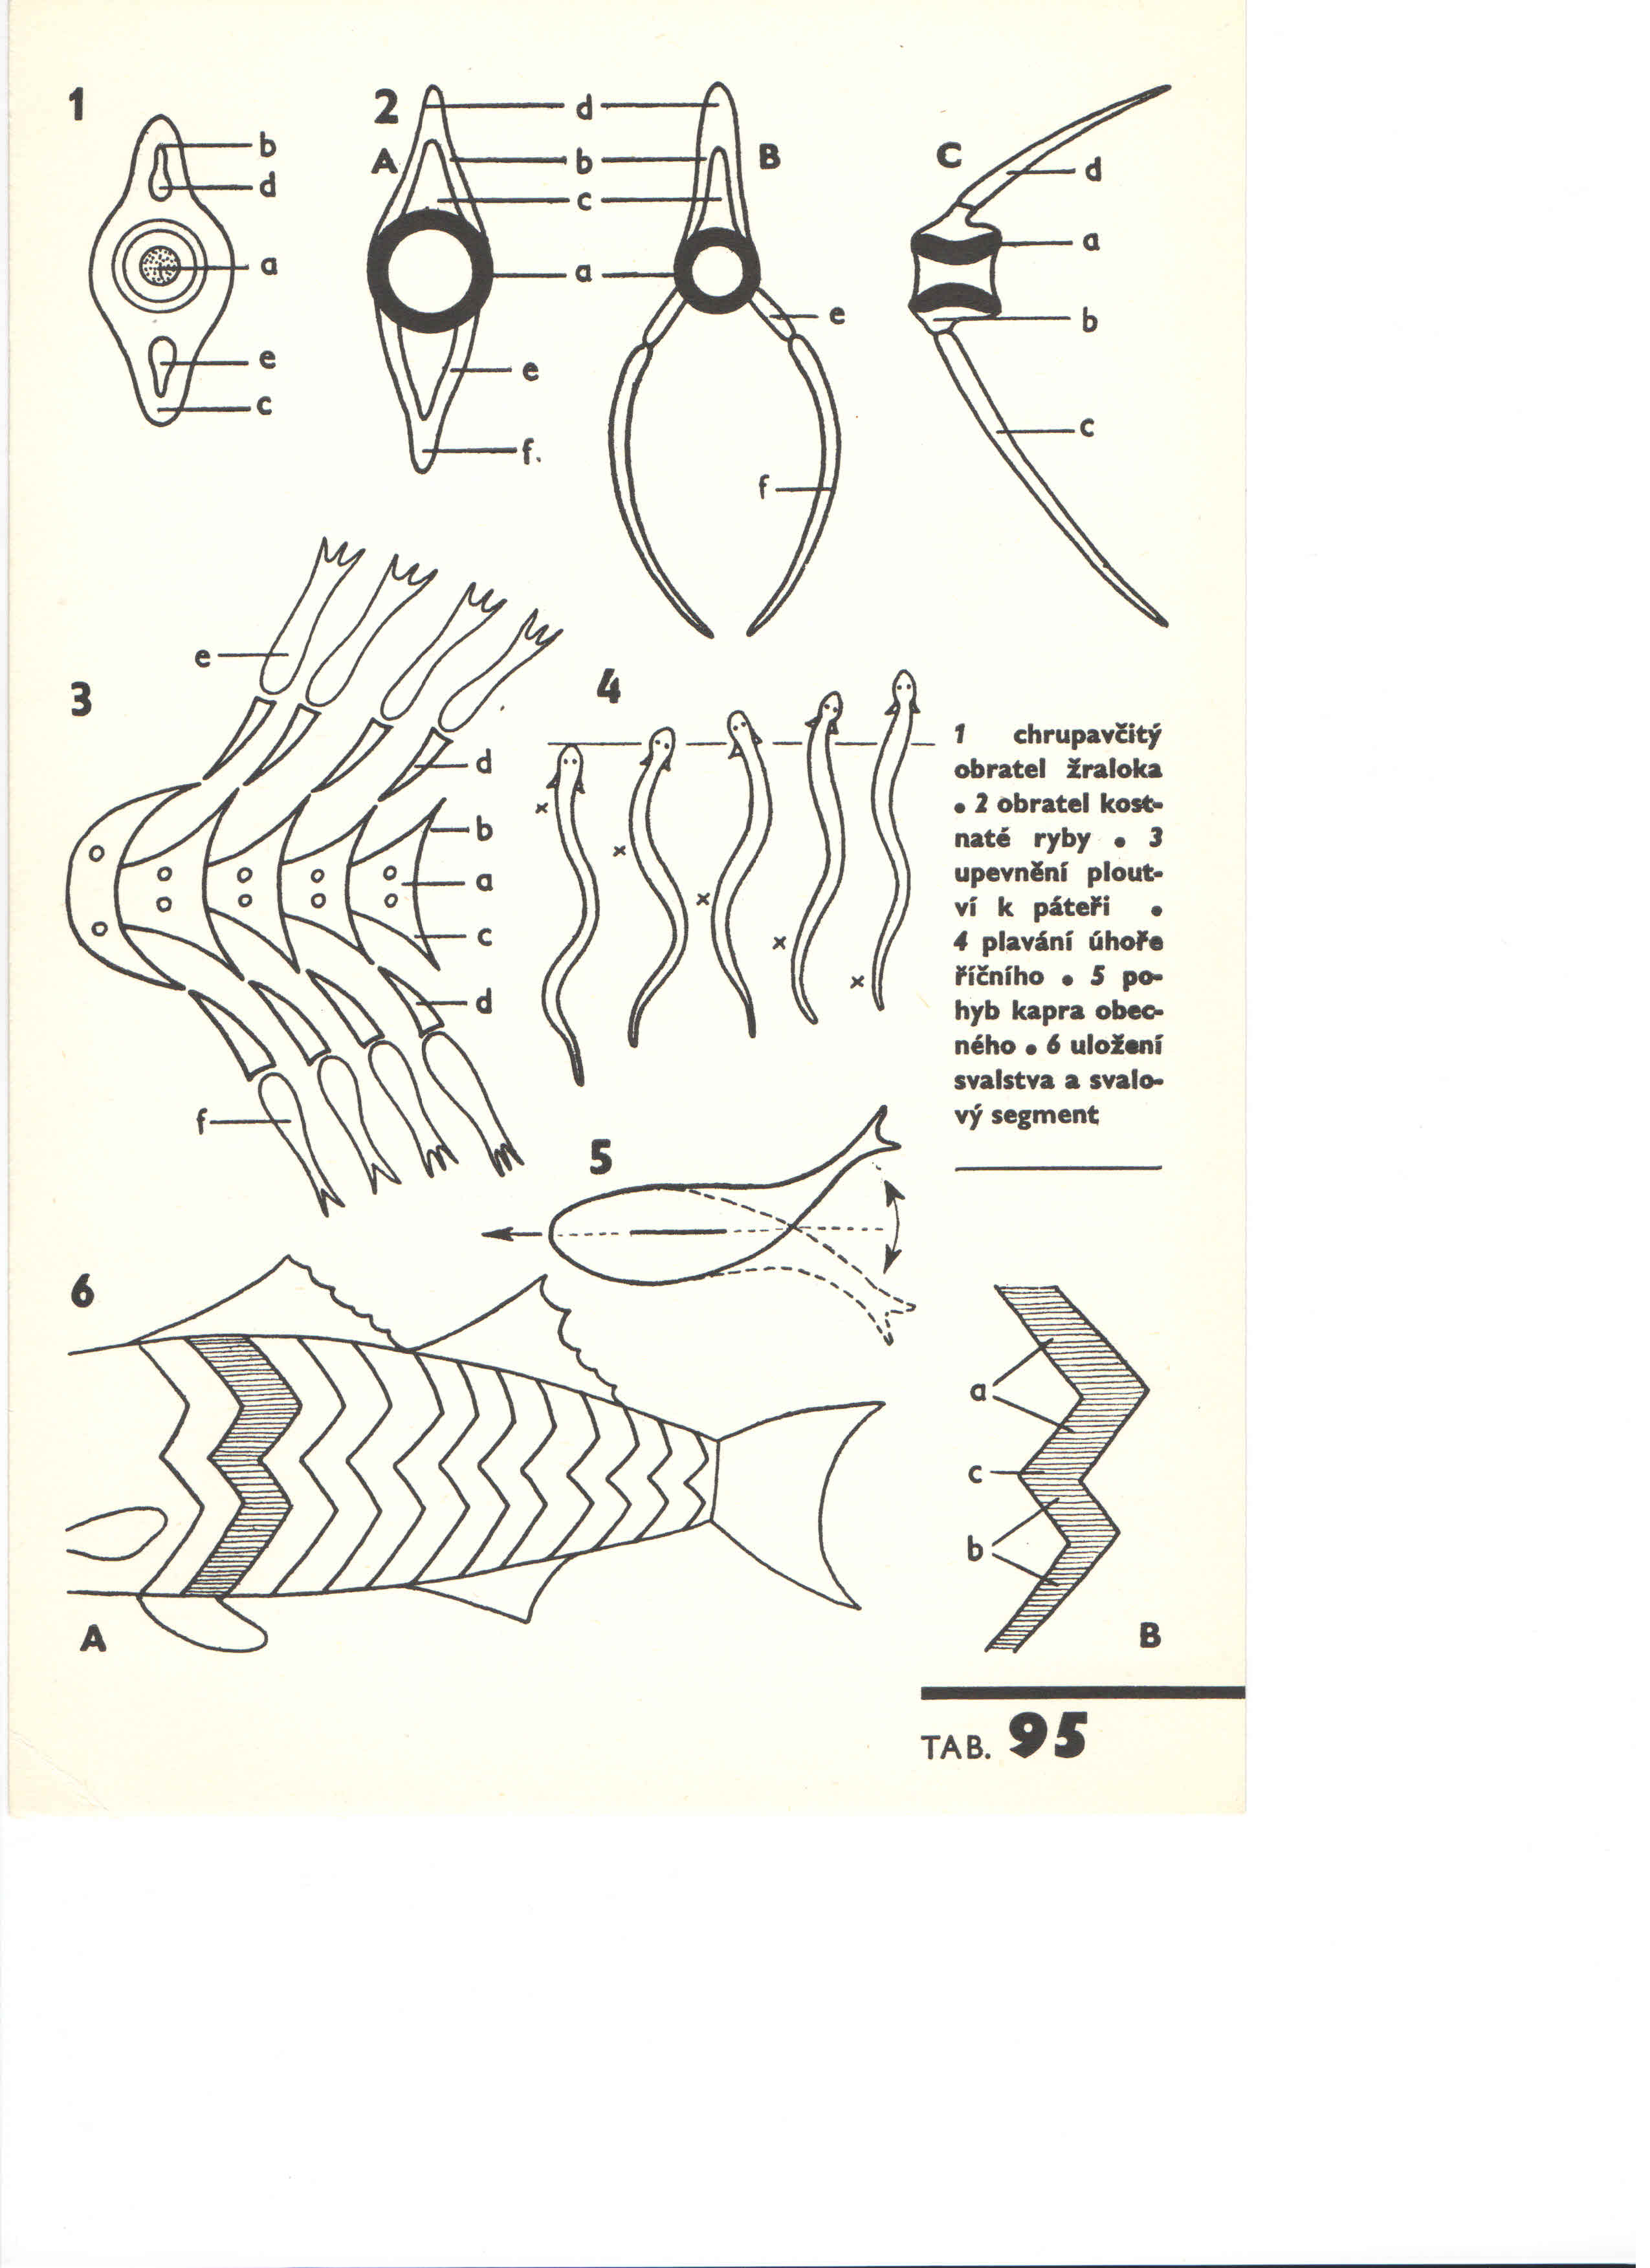 1
b
d
a
e
c
2
A
d
b
c
a
e
f.
B
e
f
C
d
a
b
c
3
e
d
b
a
c
d
f
4
x
x
x
x
x
1 chrupavčitý
obratel žraloka
• 2 obratel kost-
naté ryby • 3
upevnění plout-
ví k páteři •
4 plavání úhoře
říčního • 5 po-
hyb kapra obec-
ného • 6 uložení
svalstva a svalo-
vý segment
5
6
A
a
c
b
B
TAB. 95